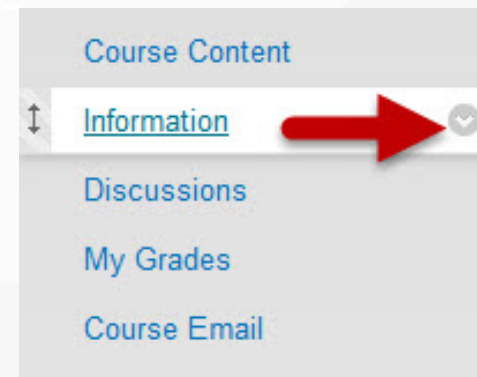 Course Content
Information
Discussions
My Grades
Course Email